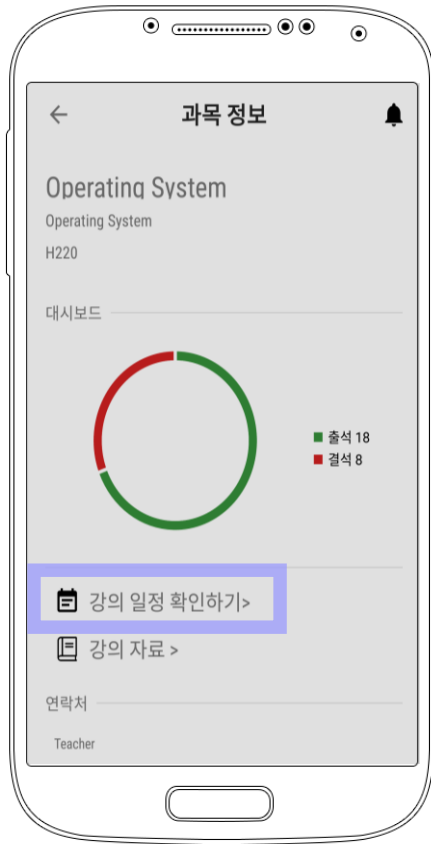 과목 정보
Operating System
Operating System
H220
대시보드
출석 18
결석 8
강의 일정 확인하기>
강의 자료 >
연락처
Teacher